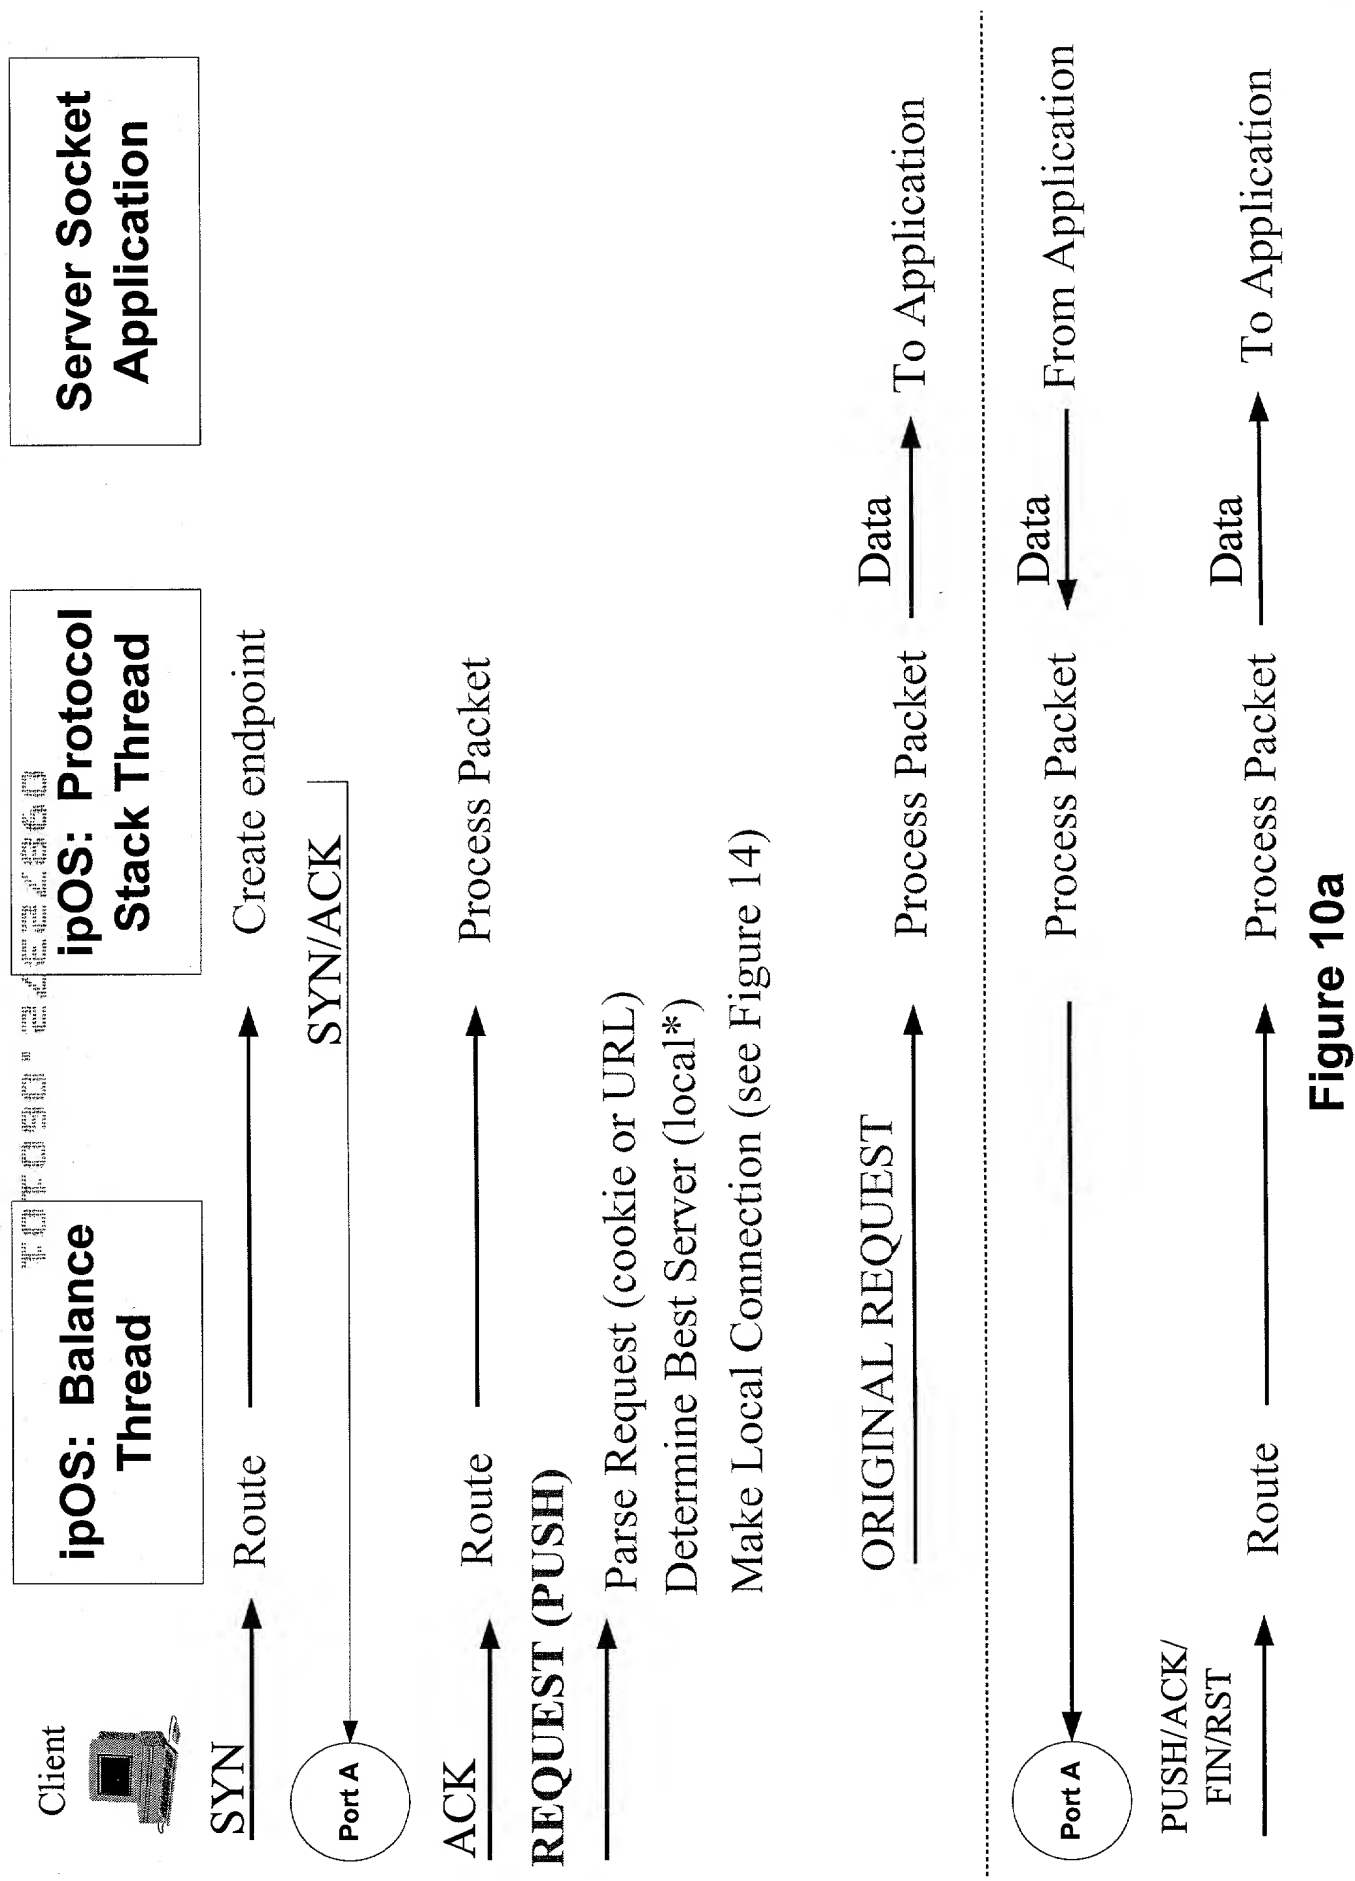 Client
ipOS: Balance
Thread
ipOS: Protocol
Stack Thread
Server Socket
Application
SYN
Route
Create endpoint
SYN/ACK
Port A
ACK
Route
Process Packet
REQUEST (PUSH)
Parse Request (cookie or URL)
Determine Best Server (local*)
Make Local Connection (see Figure 14)
ORIGINAL REQUEST
Process Packet
Data
To Application
Port A
Process Packet
Data
From Application
PUSH/ACK/
FIN/RST
Route
Process Packet
Data
To Application
Figure 10a